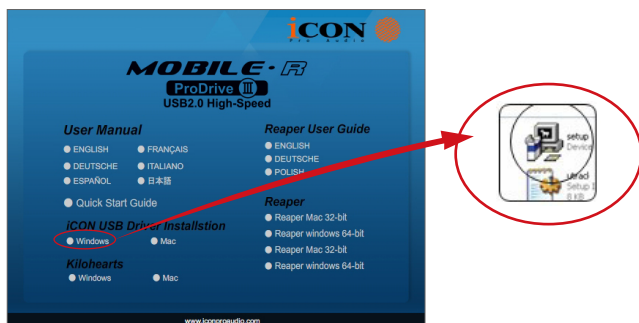 iCON
Pro Audio
MOBILE·R
ProDrive III
USB2.0 High-Speed
User Manual
ENGLISH
FRANÇAIS
DEUTSCHE
ITALIANO
ESPAÑOL
日本語
Quick Start Guide
iCON USB Driver Installstion
Windows
Mac
Kilohearts
Windows
Mac
Reaper User Guide
ENGLISH
DEUTSCHE
POLISH
Reaper
Reaper Mac 32-bit
Reaper windows 64-bit
Reaper Mac 32-bit
Reaper windows 64-bit
www.iconproaudio.com
setup
Device
Setup